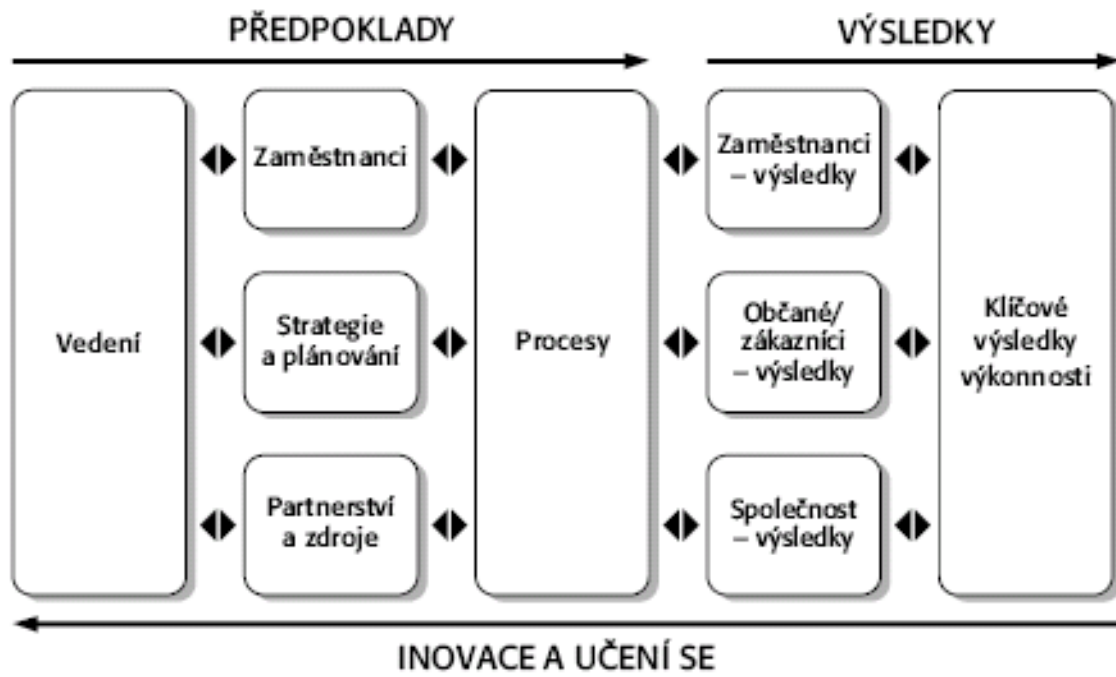 PŘEDPOKLADY
VÝSLEDKY
Vedení
Zaměstnanci
Strategie
a plánování
Partnerství
a zdroje
Procesy
Zaměstnanci
– výsledky
Občané/
zákazníci
– výsledky
Společnost
– výsledky
Klíčové
výsledky
výkonnosti
INOVACE A UČENÍ SE